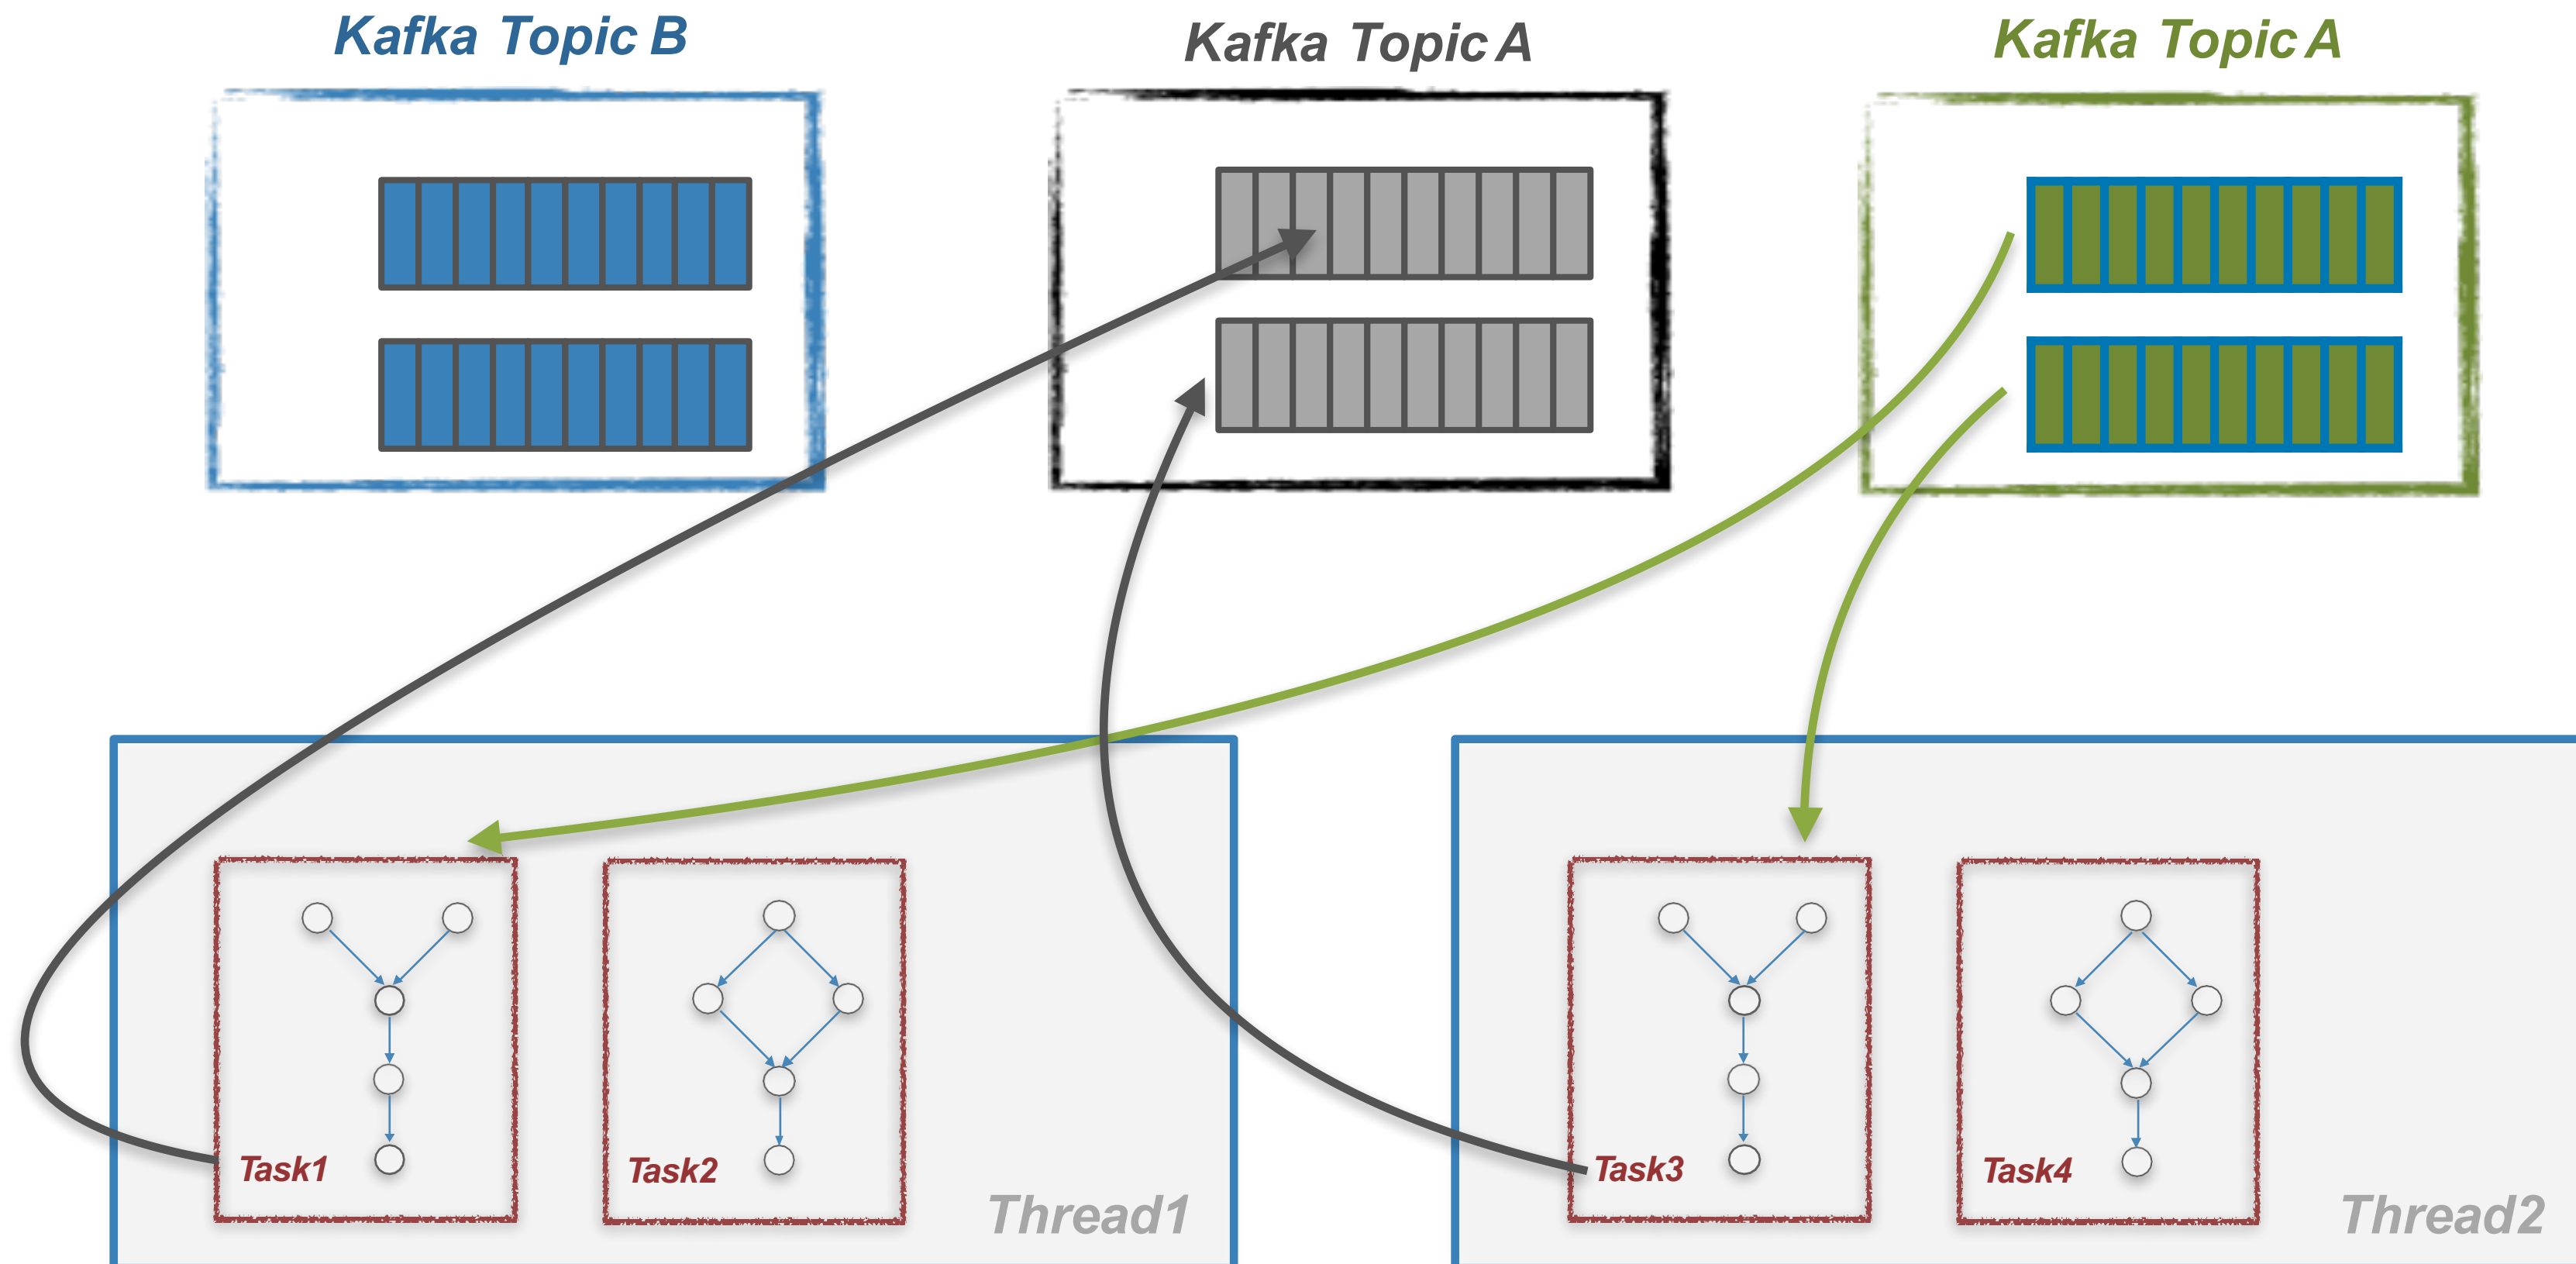 Kafka Topic B
Kafka Topic A
Kafka Topic A
Task1
Task2
Thread1
Task3
Task4
Thread2